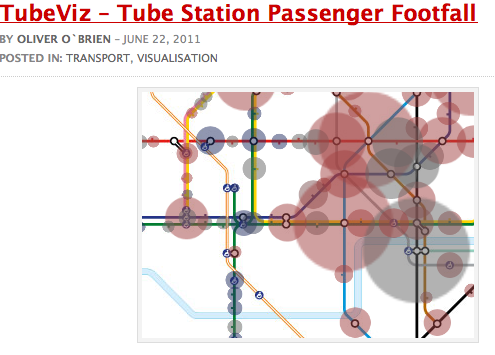 TubeViz – Tube Station Passenger Footfall
BY OLIVER O`BRIEN – JUNE 22, 2011
POSTED IN: TRANSPORT, VISUALISATION